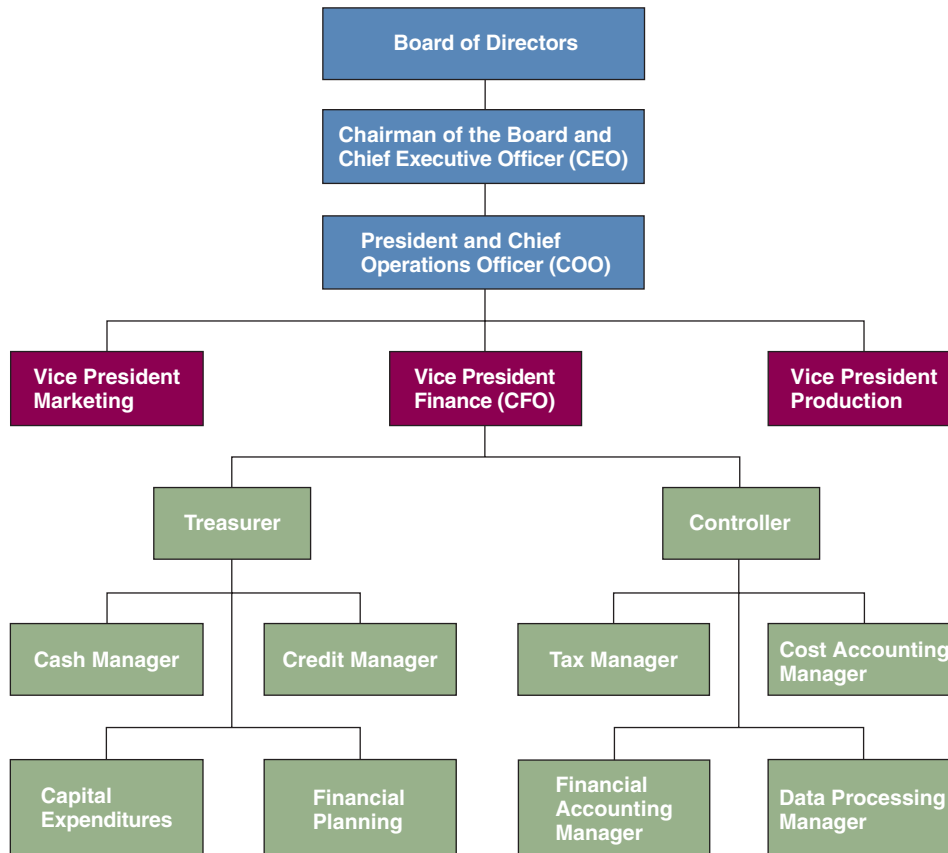 Board of Directors
Chairman of the Board and
Chief Executive Officer (CEO)
President and Chief
Operations Officer (COO)
Vice President
Marketing
Vice President
Finance (CFO)
Vice President
Production
Treasurer
Controller
Cash Manager
Credit Manager
Tax Manager
Cost Accounting
Manager
Capital
Expenditures
Financial
Planning
Financial
Accounting
Manager
Data Processing
Manager